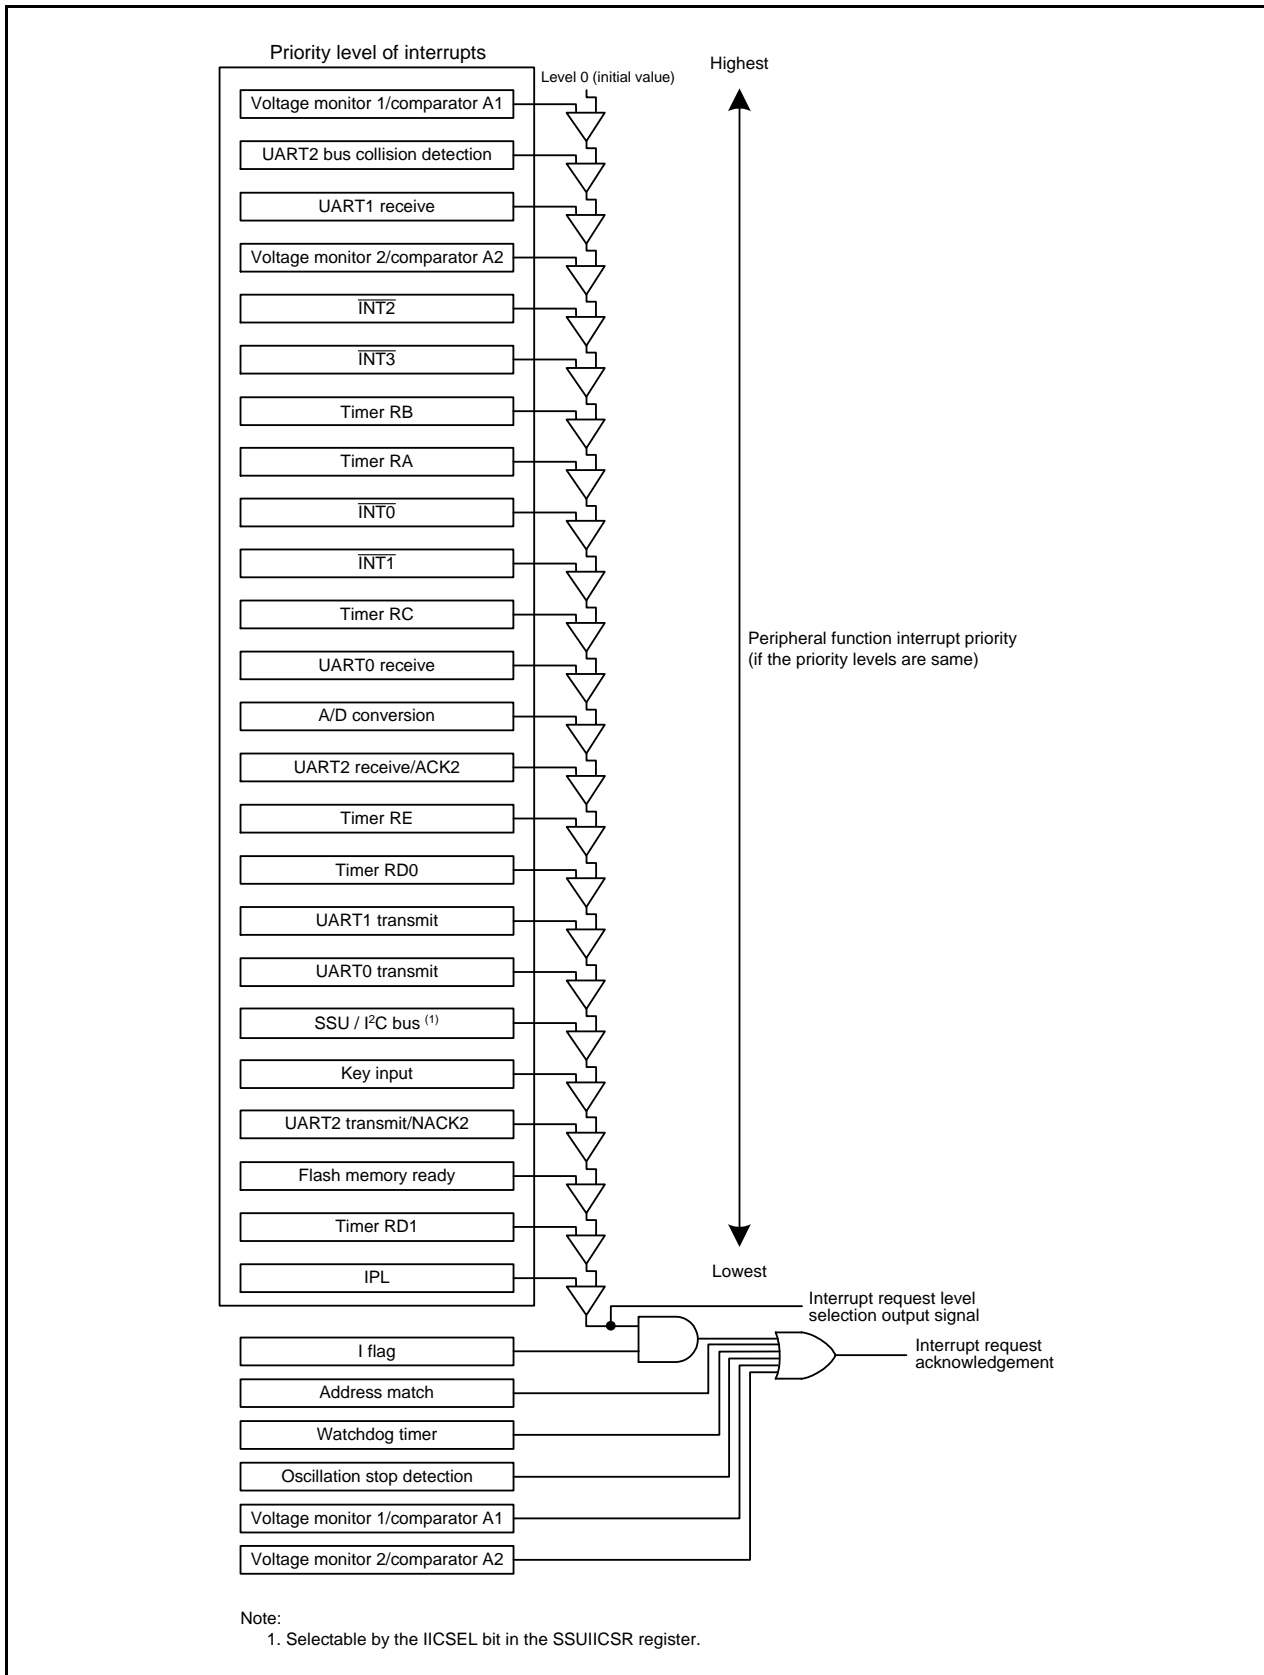 Priority level of interrupts
Level 0 (initial value)
Highest
Voltage monitor 1/comparator A1
UART2 bus collision detection
UART1 receive
Voltage monitor 2/comparator A2
INT2
INT3
Timer RB
Timer RA
INT0
INT1
Timer RC
UART0 receive
Peripheral function interrupt priority
(if the priority levels are same)
A/D conversion
UART2 receive/ACK2
Timer RE
Timer RD0
UART1 transmit
UART0 transmit
SSU / I²C bus (1)
Key input
UART2 transmit/NACK2
Flash memory ready
Timer RD1
IPL
Lowest
Interrupt request level
selection output signal
I flag
Interrupt request
acknowledgement
Address match
Watchdog timer
Oscillation stop detection
Voltage monitor 1/comparator A1
Voltage monitor 2/comparator A2
Note:
1. Selectable by the IICSEL bit in the SSUIICSR register.